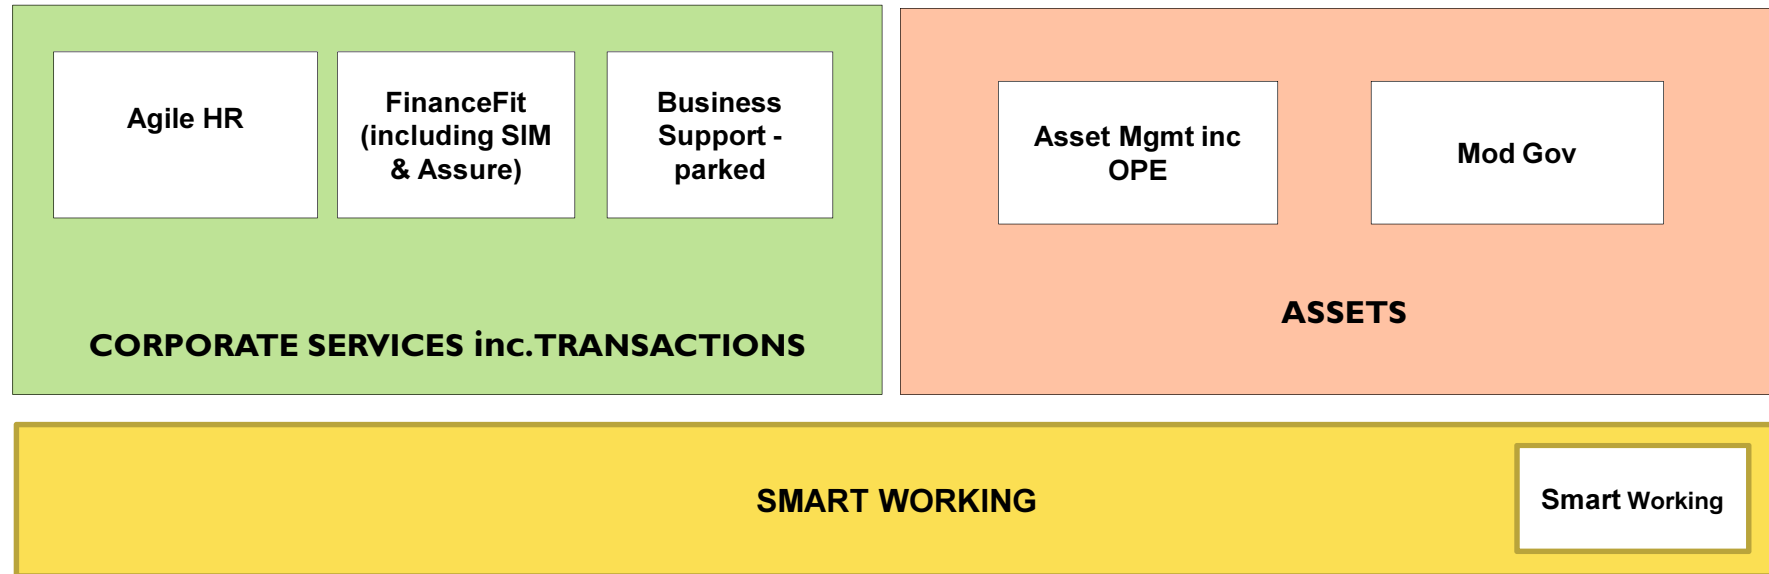 Agile HR
FinanceFit
(including SIM
& Assure)
Business
Support -
parked
CORPORATE SERVICES inc.TRANSACTIONS
Asset Mgmt inc
OPE
Mod Gov
ASSETS
SMART WORKING
Smart Working